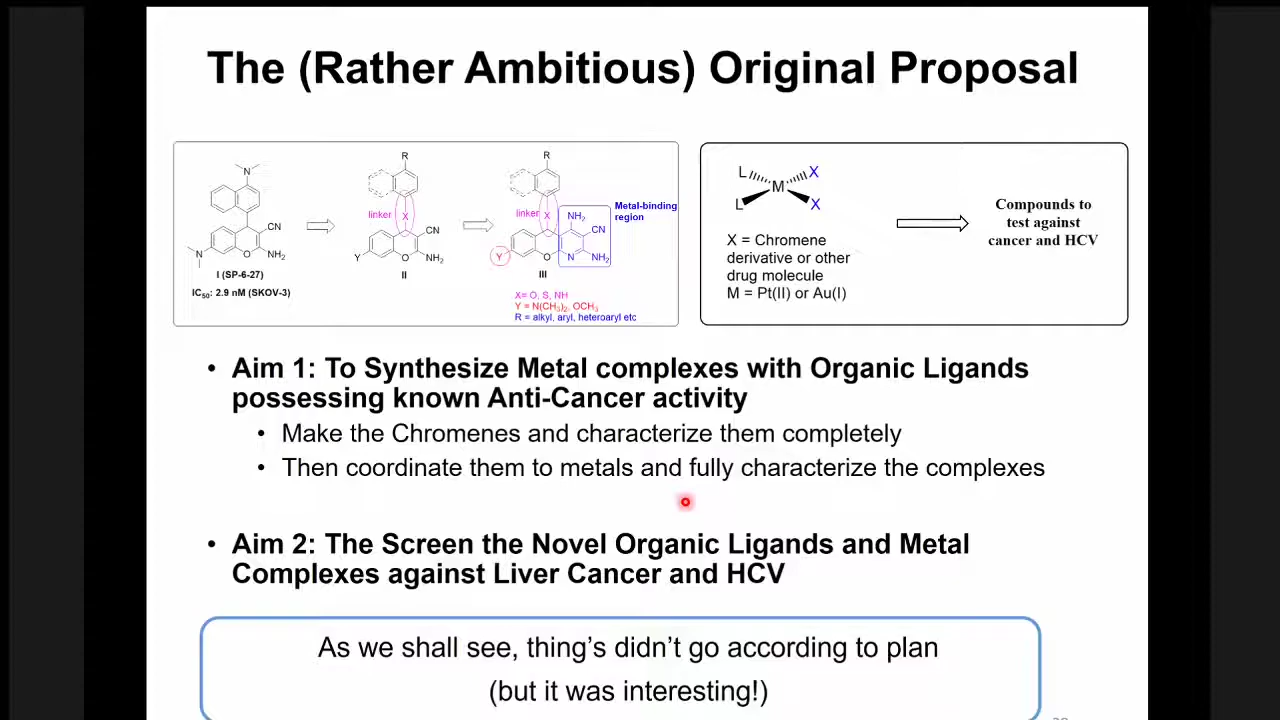 The (Rather Ambitious) Original Proposal
N
CN
N
O
NH2
I (SP-6-27)
IC50: 2.9 nM (SKOV-3)
R
linker
X
CN
Y
O
NH2
II
R
linker
X
NH2
CN
Y
O
N
NH2
III
Metal-binding
region
X= O, S, NH
Y = N(CH3)2, OCH3
R = alkyl, aryl, heteroaryl etc
L
X
M
L
X
X = Chromene
derivative or other
drug molecule
M = Pt(II) or Au(I)
Compounds to
test against
cancer and HCV
• Aim 1: To Synthesize Metal complexes with Organic Ligands
possessing known Anti-Cancer activity
• Make the Chromenes and characterize them completely
• Then coordinate them to metals and fully characterize the complexes
• Aim 2: The Screen the Novel Organic Ligands and Metal
Complexes against Liver Cancer and HCV
As we shall see, thing’s didn’t go according to plan
(but it was interesting!)